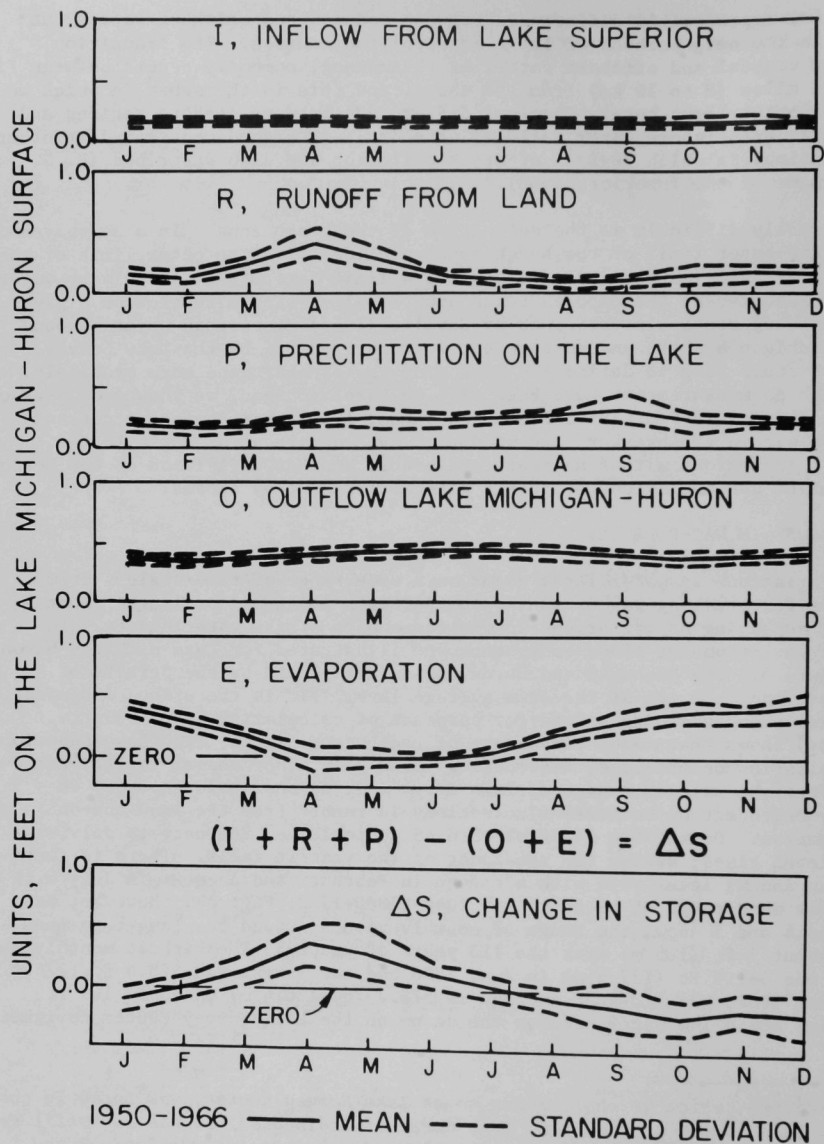 UNITS, FEET ON THE LAKE MICHIGAN-HURON SURFACE
1.0
I, INFLOW FROM LAKE SUPERIOR
0.0
J F M A M J J A S O N D
1.0
R, RUNOFF FROM LAND
0.0
J F M A M J J A S O N D
1.0
P, PRECIPITATION ON THE LAKE
0.0
J F M A M J J A S O N D
1.0
O, OUTFLOW LAKE MICHIGAN-HURON
0.0
J F M A M J J A S O N D
1.0
E, EVAPORATION
0.0
ZERO
J F M A M J J A S O N D
(I + R + P) - (O + E) = ΔS
1.0
ΔS, CHANGE IN STORAGE
0.0
ZERO
J F M A M J J A S O N D
1950-1966 MEAN STANDARD DEVIATION